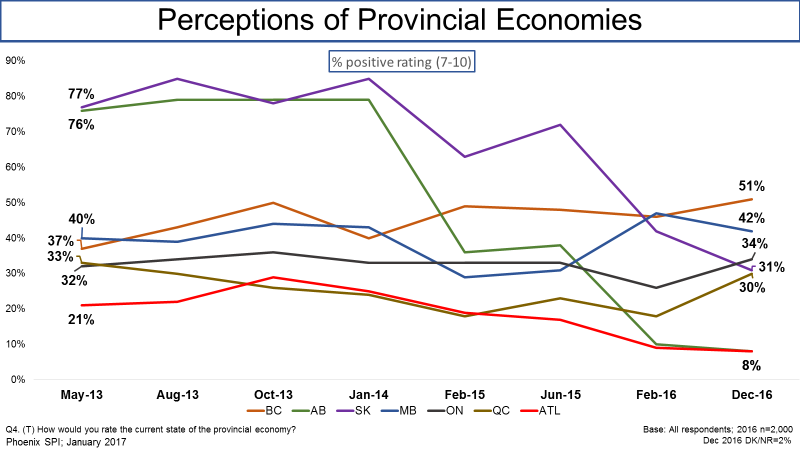 Perceptions of Provincial Economies
% positive rating (7-10)
90%
80%
70%
60%
50%
40%
30%
20%
10%
0%
77%
76%
40%
37%
33%
32%
21%
51%
42%
34%
31%
30%
8%
May-13 Aug-13 Oct-13 Jan-14 Feb-15 Jun-15 Feb-16 Dec-16
BC AB SK MB ON QC ATL
Q4. (T) How would you rate the current state of the provincial economy?
Phoenix SPI; January 2017
Base: All respondents; 2016 n=2,000
Dec 2016 DK/NR=2%